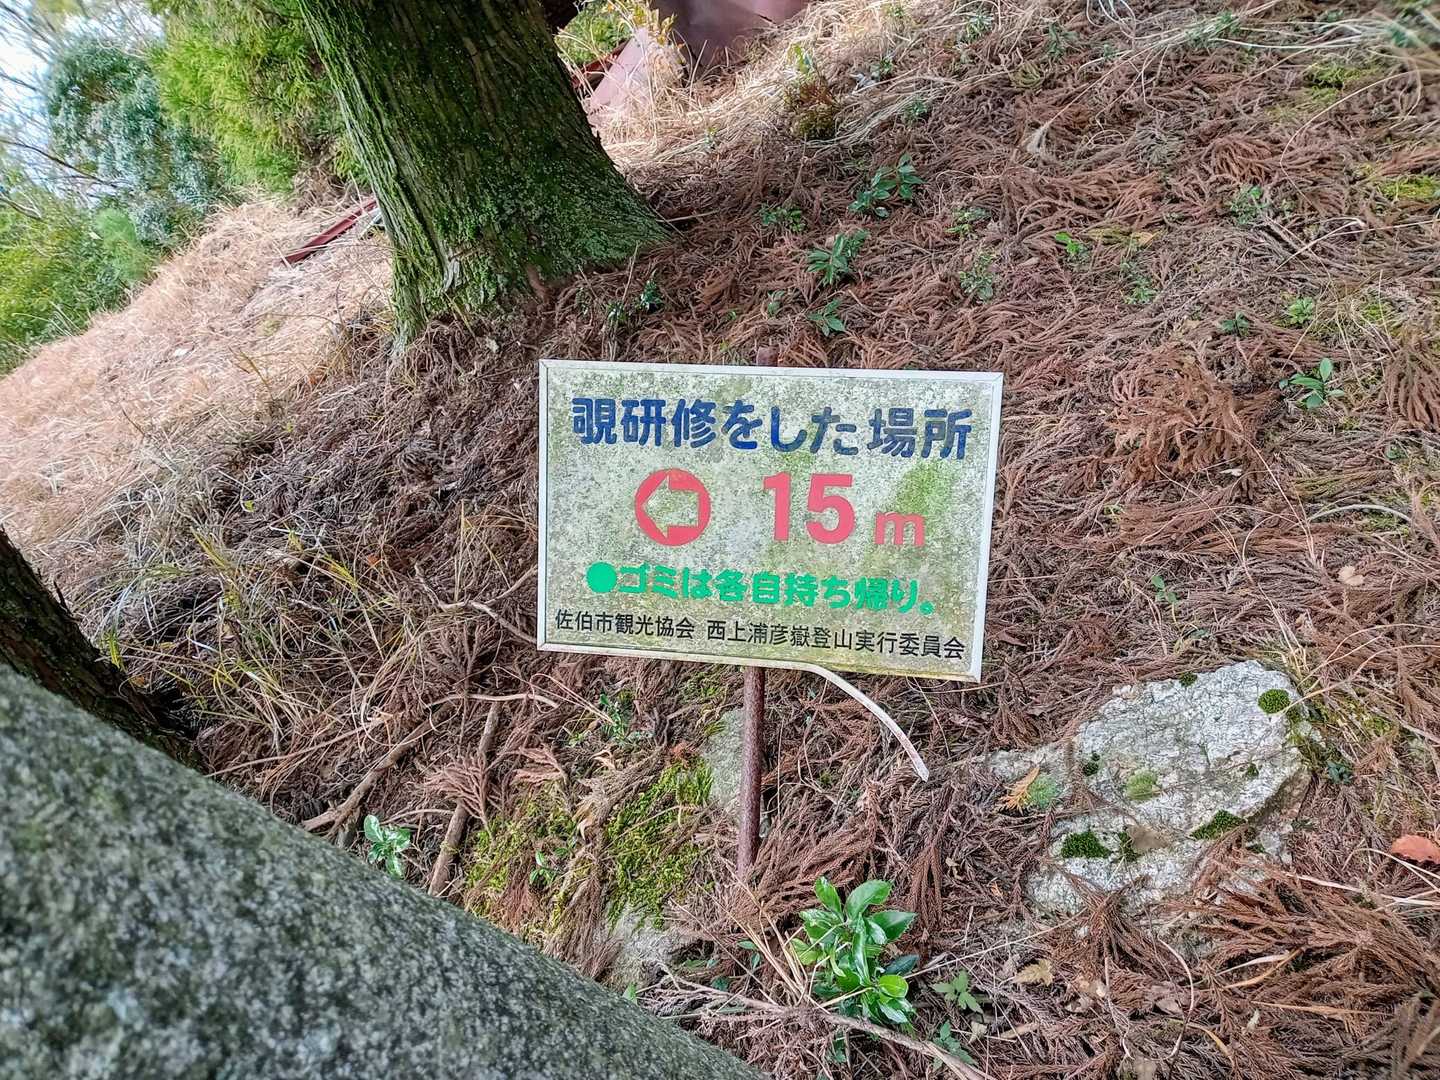 覡研修をした場所
15m
●ゴミは各自持ち帰り。
佐伯市観光協会 西上浦彦嶽登山実行委員会